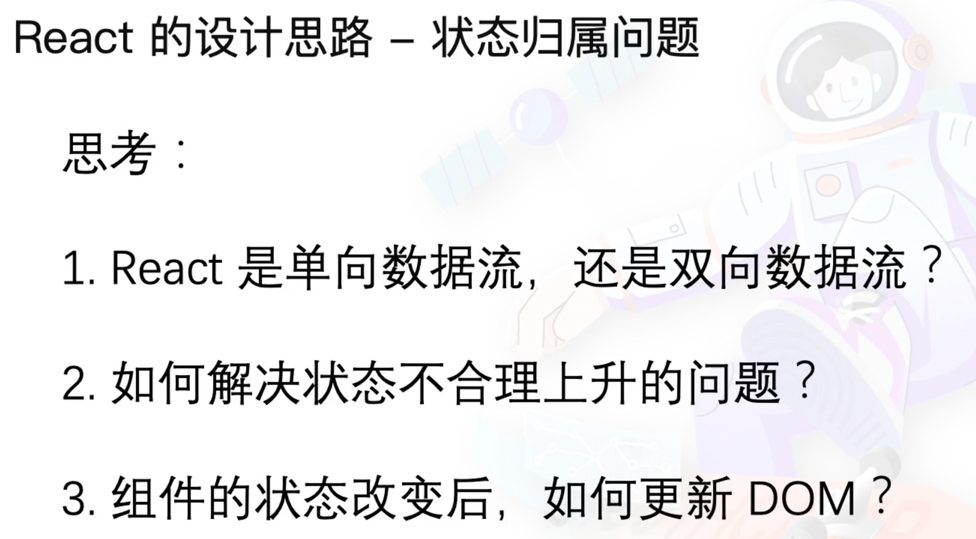 React 的设计思路 – 状态归属问题
思考：
1. React 是单向数据流，还是双向数据流？
2. 如何解决状态不合理上升的问题？
3. 组件的状态改变后，如何更新 DOM？